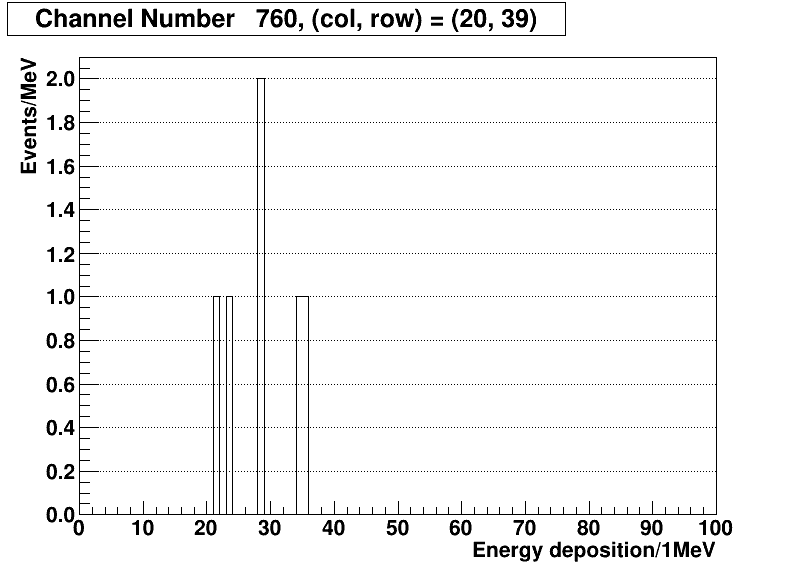 Channel Number 760, (col, row) = (20, 39)
Events/MeV
2.0
1.8
1.6
1.4
1.2
1.0
0.8
0.6
0.4
0.2
0.0
0 10 20 30 40 50 60 70 80 90 100
Energy deposition/1MeV